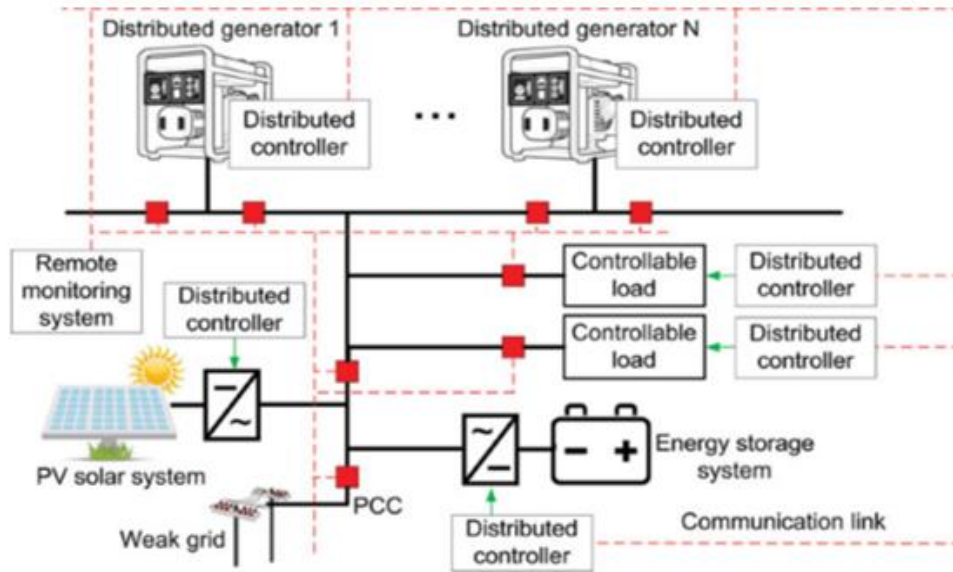 Distributed generator 1
Distributed generator N
Distributed
controller
...
Distributed
controller
Remote
monitoring
system
Distributed
controller
Controllable
load
Distributed
controller
Controllable
load
Distributed
controller
PV solar system
Energy storage
system
PCC
Weak grid
Distributed
controller
Communication link